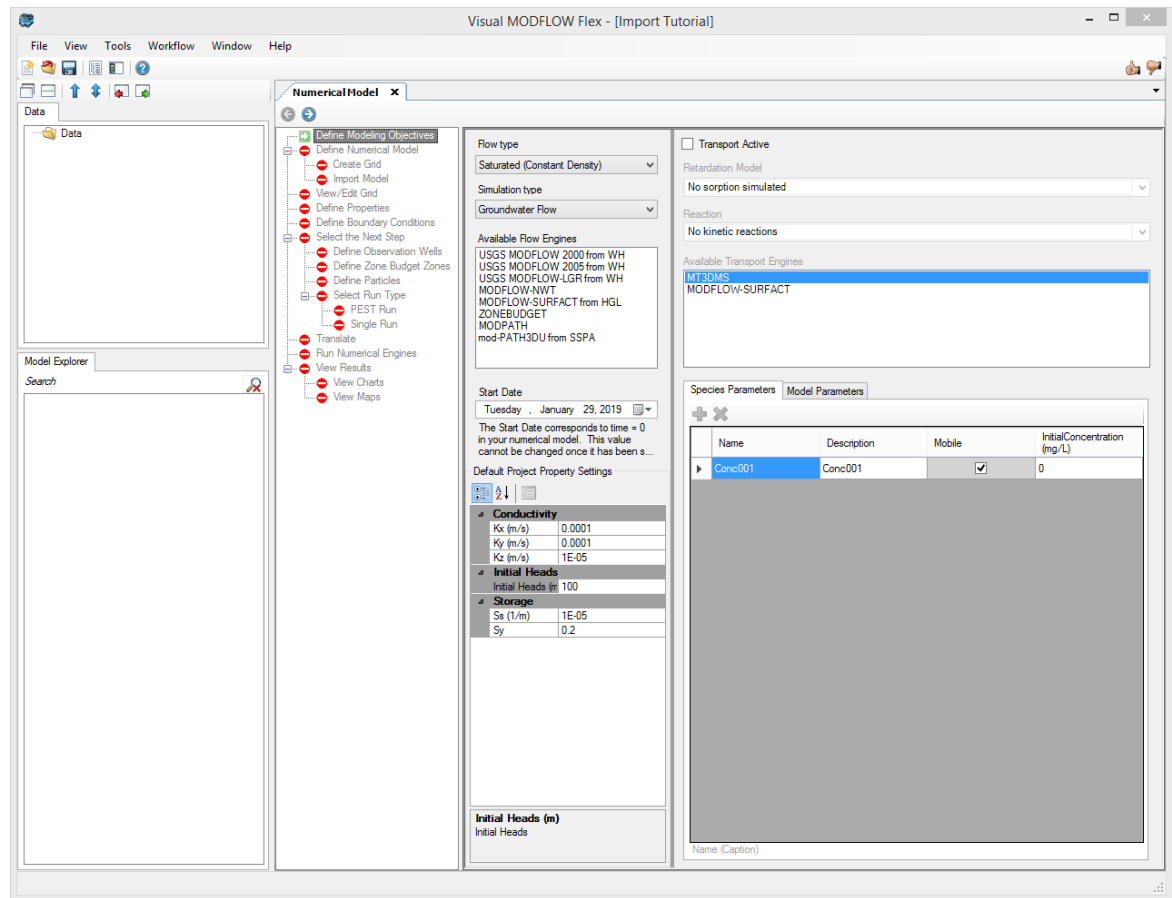 Visual MODFLOW Flex - [Import Tutorial]
File View Tools Workflow Window Help
NumericalModel
Data
Data
Model Explorer
Search
Define Modeling Objectives
Define Numerical Model
Create Grid
Import Model
View/Edit Grid
Define Properties
Define Boundary Conditions
Select the Next Step
Define Observation Wells
Define Zone Budget Zones
Define Particles
Select Run Type
PEST Run
Single Run
Translate
Run Numerical Engines
View Results
View Charts
View Maps
Flow type
Saturated (Constant Density)
Simulation type
Groundwater Flow
Available Flow Engines
USGS MODFLOW 2000 from WH
USGS MODFLOW 2005 from WH
USGS MODFLOW-LGR from WH
MODFLOW-NWT
MODFLOW-SURFACT from HGL
ZONEBUDGET
MODPATH
mod-PATH3DU from SSPA
Start Date
Tuesday , January 29, 2019
The Start Date corresponds to time = 0
in your numerical model. This value
cannot be changed once it has been s...
Default Project Property Settings
Conductivity
Kx (m/s) 0.0001
Ky (m/s) 0.0001
Kz (m/s) 1E-05
Initial Heads
Initial Heads (m 100
Storage
Ss (1/m) 1E-05
Sy 0.2
Initial Heads (m)
Initial Heads
Transport Active
Retardation Model
No sorption simulated
Reaction
No kinetic reactions
Available Transport Engines
MT3DMS
MODFLOW-SURFACT
Species Parameters Model Parameters
Name Description Mobile InitialConcentration
(mg/L)
Conc001 Conc001 0
Name (Caption)